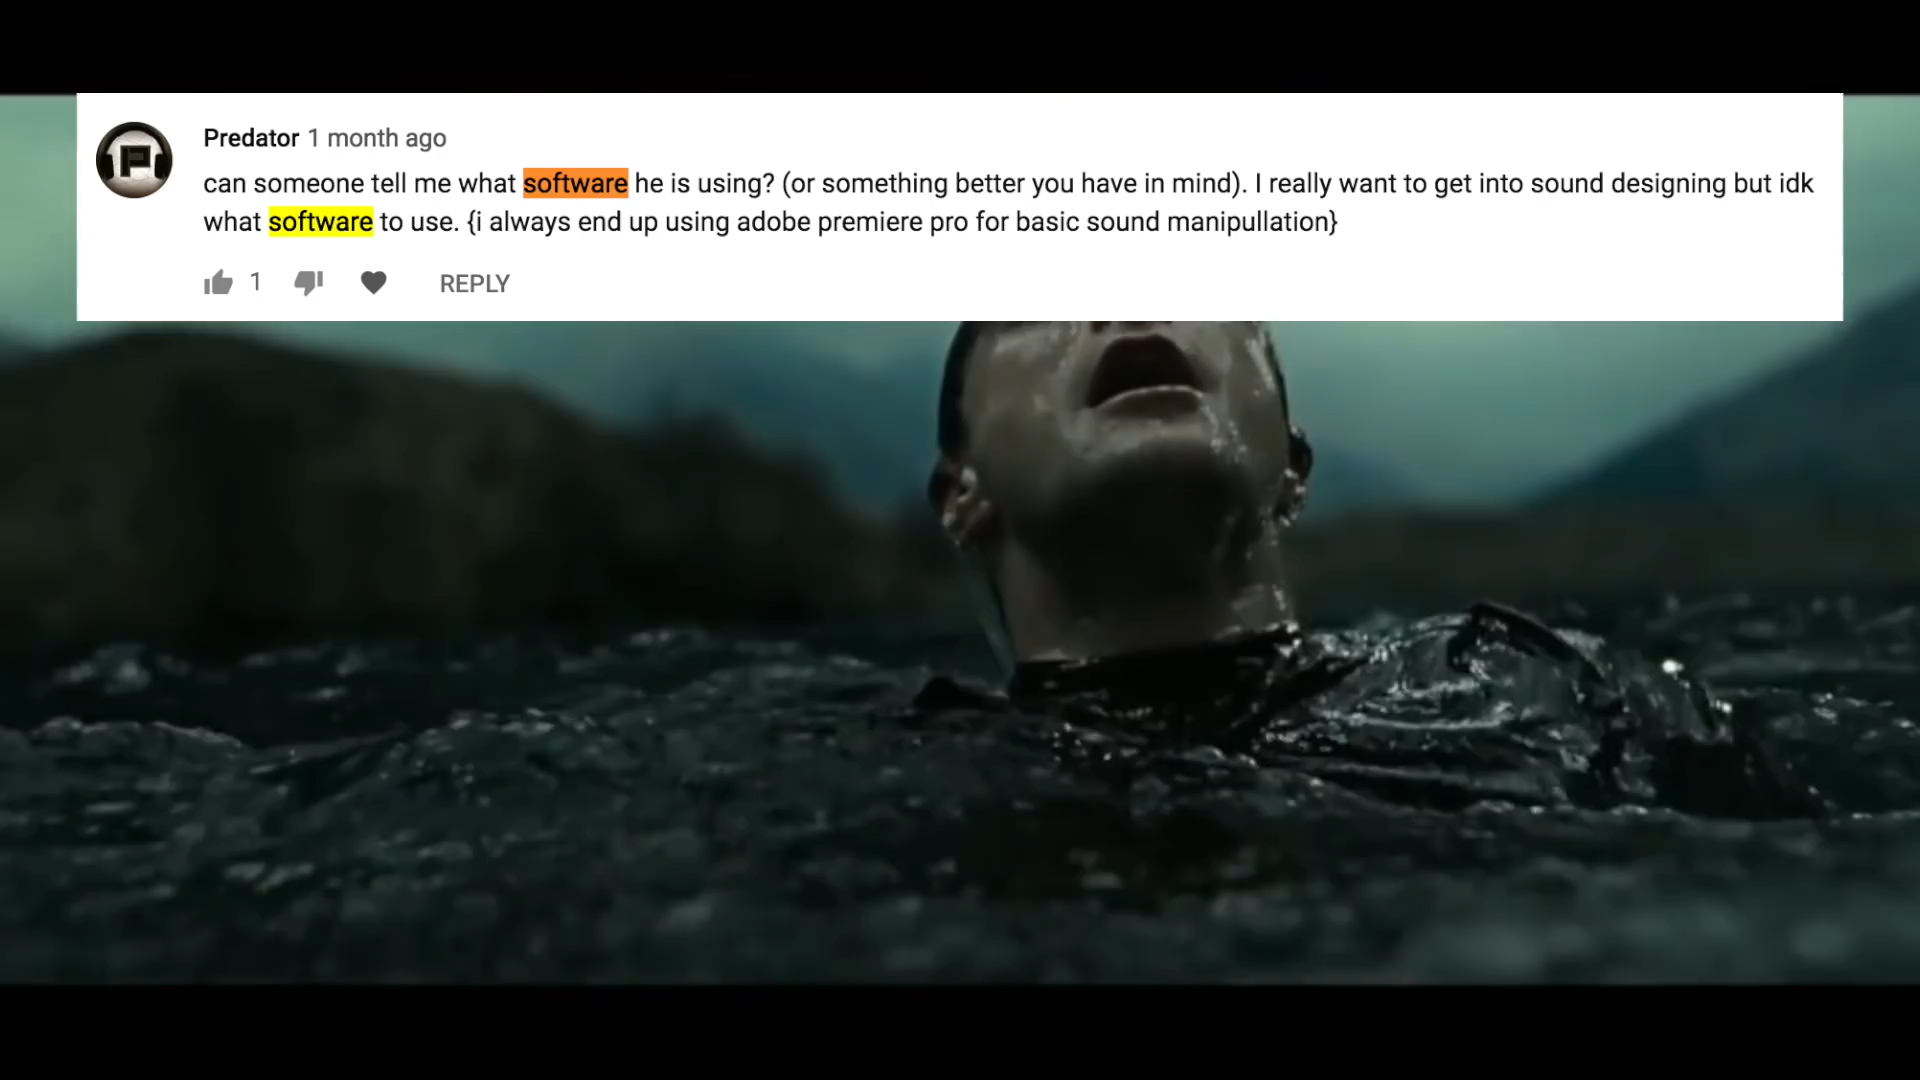 P
Predator 1 month ago
can someone tell me what software he is using? (or something better you have in mind). I really want to get into sound designing but idk
what software to use. {i always end up using adobe premiere pro for basic sound manipullation}
1
REPLY